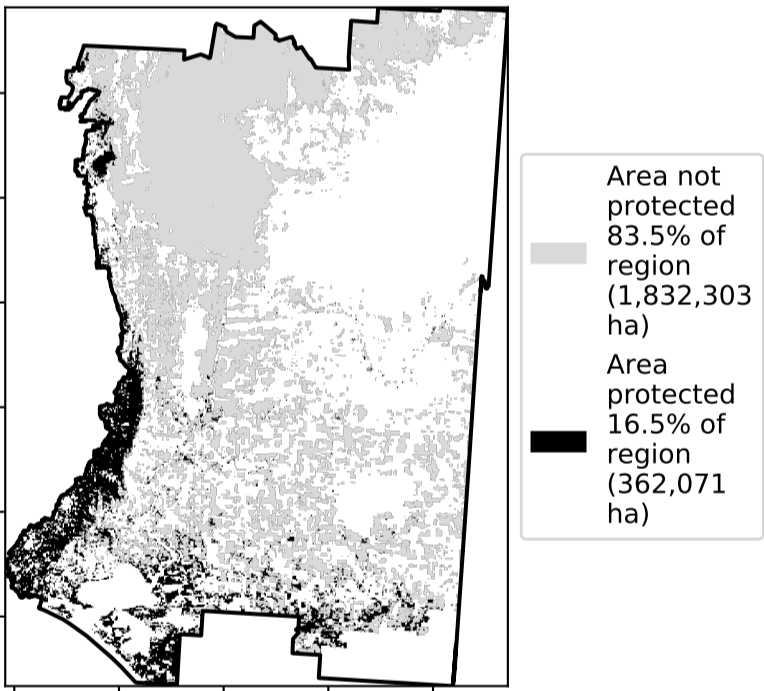 Area not
protected
83.5% of
region
(1,832,303
ha)
Area
protected
16.5% of
region
(362,071
ha)